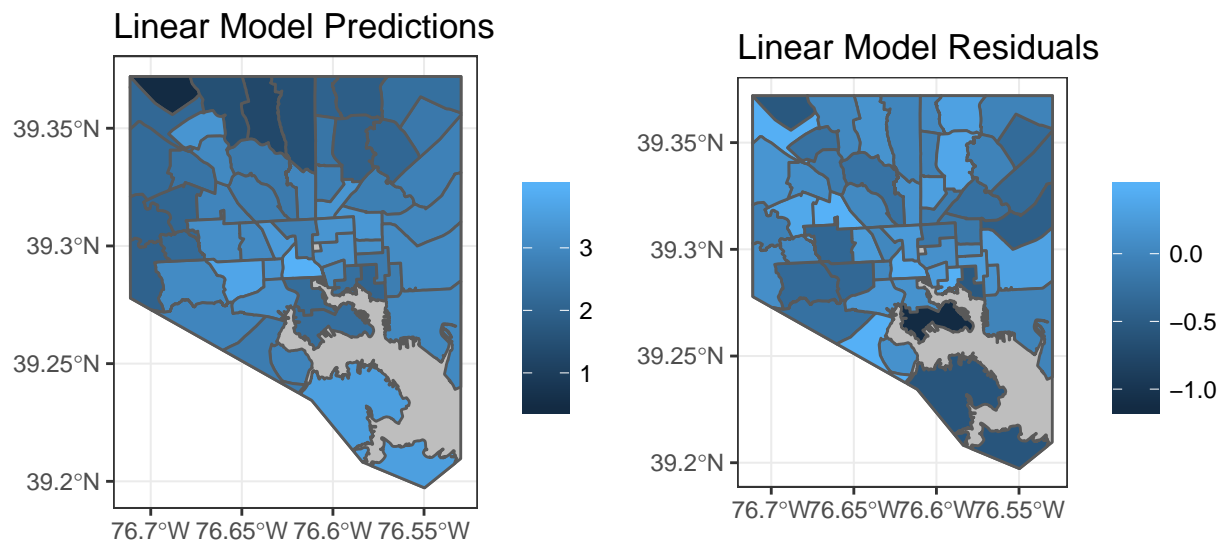 Linear Model Predictions
39.35°N
39.3°N
39.25°N
39.2°N
76.7°W 76.65°W 76.6°W 76.55°W
3
2
1
Linear Model Residuals
39.35°N
39.3°N
39.25°N
39.2°N
76.7°W76.65°W76.6°W76.55°W
0.0
−0.5
−1.0